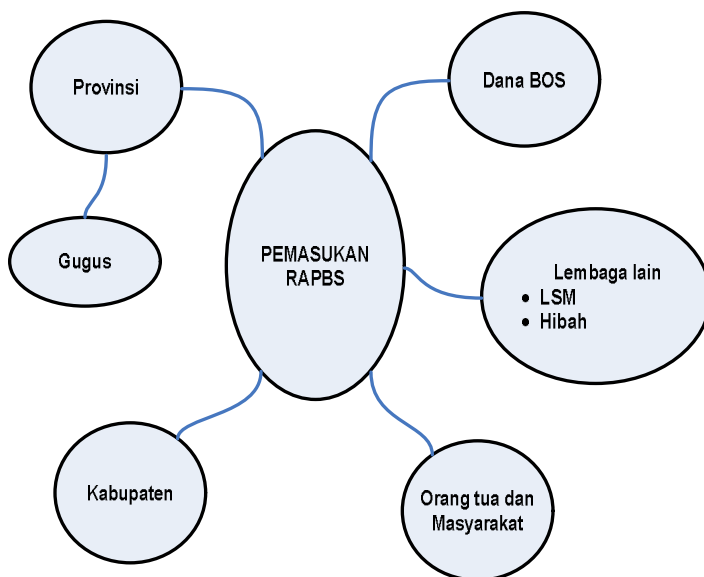 Provinsi
Dana BOS
Gugus
PEMASUKAN
RAPBS
Lembaga lain
• LSM
• Hibah
Kabupaten
Orang tua dan
Masyarakat